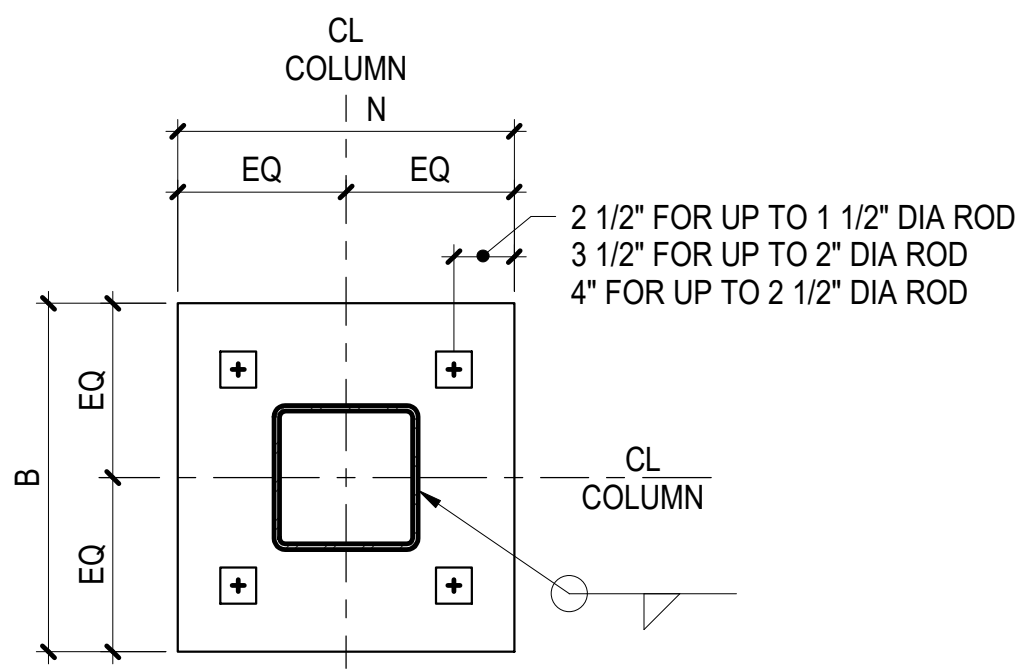 CL
COLUMN
N
EQ
EQ
2 1/2" FOR UP TO 1 1/2" DIA ROD
3 1/2" FOR UP TO 2" DIA ROD
4" FOR UP TO 2 1/2" DIA ROD
EQ
B
CL
COLUMN
EQ